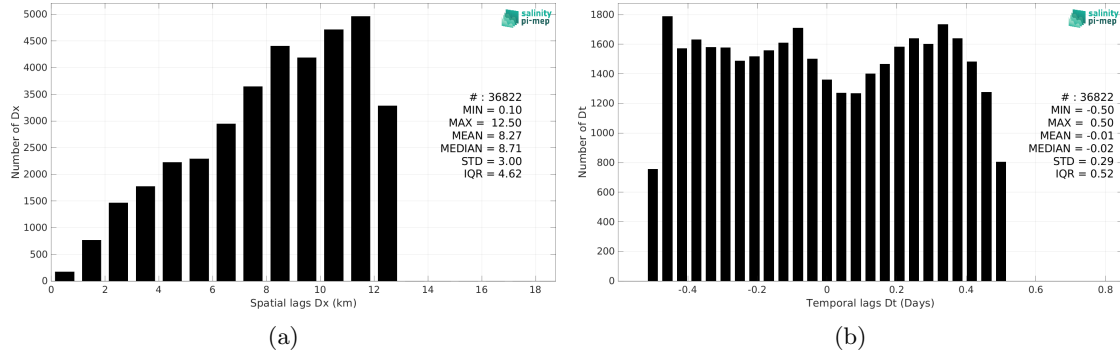 5000
4500
4000
3500
3000
2500
2000
1500
1000
500
0
Number of Dx
0 2 4 6 8 10 12 14 16 18
Spatial lags Dx (km)
salinity
pi-mep
# : 36822
MIN = 0.10
MAX = 12.50
MEAN = 8.27
MEDIAN = 8.71
STD = 3.00
IQR = 4.62
(a)
1800
1600
1400
1200
1000
800
600
400
200
0
Number of Dt
-0.4 -0.2 0 0.2 0.4 0.6 0.8
Temporal lags Dt (Days)
salinity
pi-mep
# : 36822
MIN = -0.50
MAX = 0.50
MEAN = -0.01
MEDIAN = -0.02
STD = 0.29
IQR = 0.52
(b)